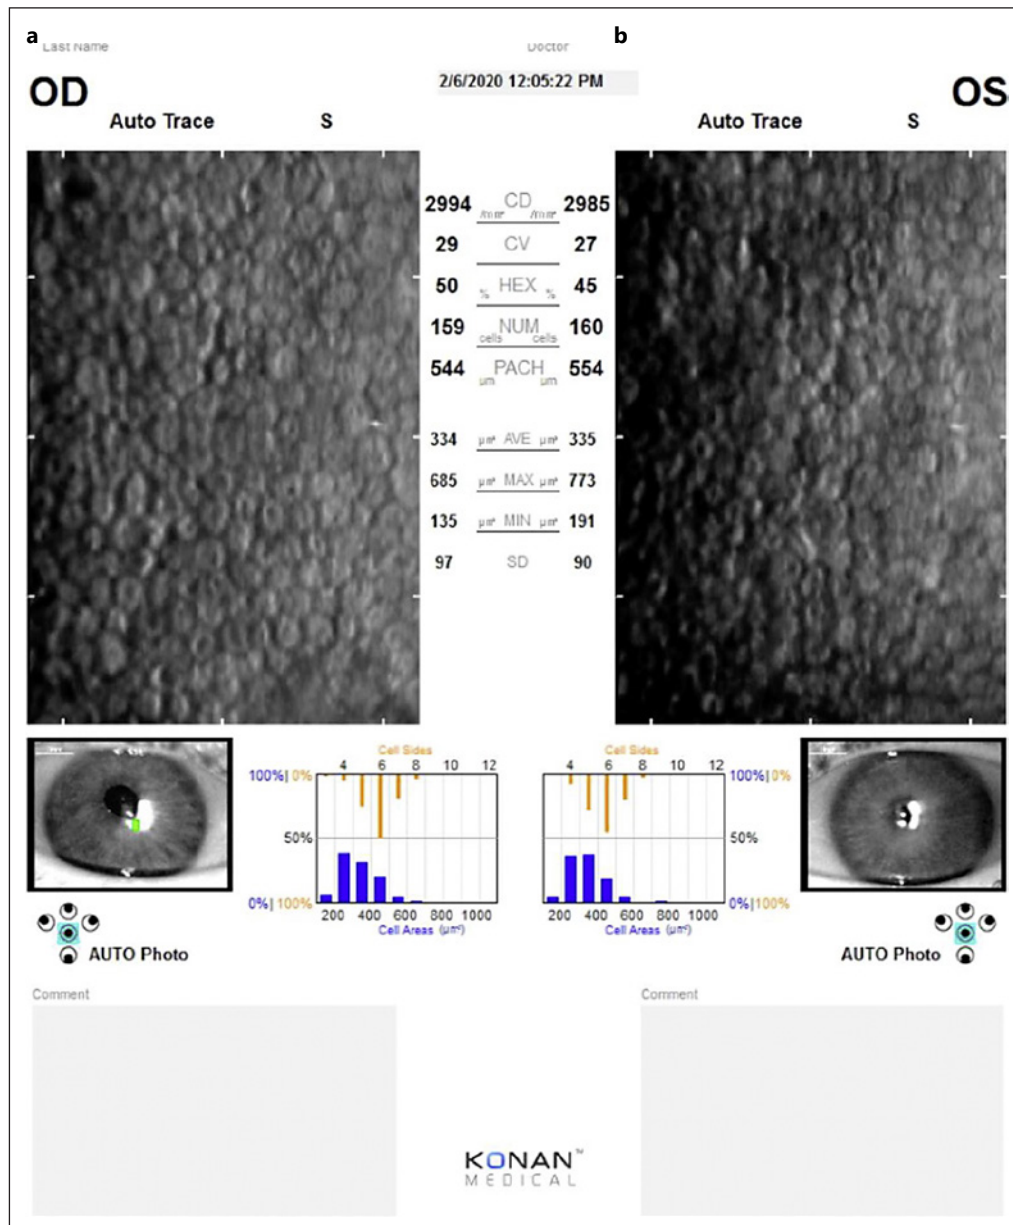 a
b
Last Name
Doctor
OD
2/6/2020 12:05:22 PM
OS
Auto Trace S
Auto Trace S
2994 /mm² CD /mm² 2985
29 CV 27
50 % HEX % 45
159 cells NUM cells 160
544 µm PACH µm 554
334 µm² AVE µm² 335
685 µm² MAX µm² 773
135 µm² MIN µm² 191
97 SD 90
Cell Sides
4 6 8 10 12
100%|0%
50%
0%|100%
200 400 600 800 1000
Cell Areas (µm²)
Cell Sides
4 6 8 10 12
100%|0%
50%
0%|100%
200 400 600 800 1000
Cell Areas (µm²)
AUTO Photo
AUTO Photo
Comment
Comment
KONAN™
MEDICAL